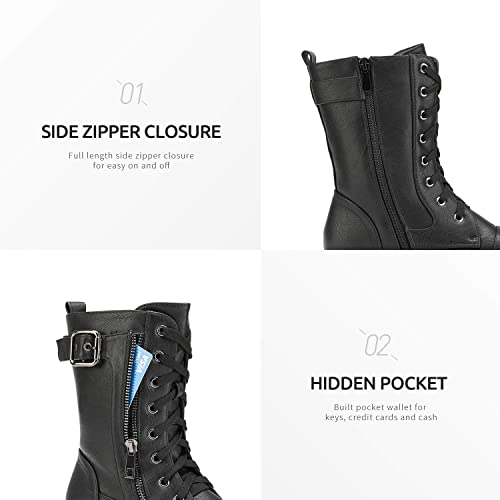 01
SIDE ZIPPER CLOSURE
Full length side zipper closure
for easy on and off
VISA
02
HIDDEN POCKET
Built pocket wallet for
keys, credit cards and cash